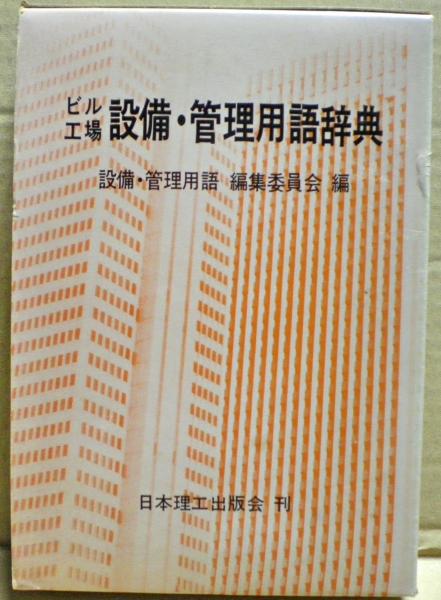 ビル
工場 設備・管理用語辞典
設備・管理用語 編集委員会 編
日本理工出版会 刊